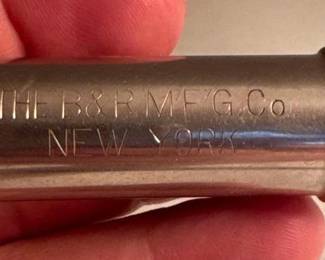 THE B&R M'F'G. Co
NEW YORK